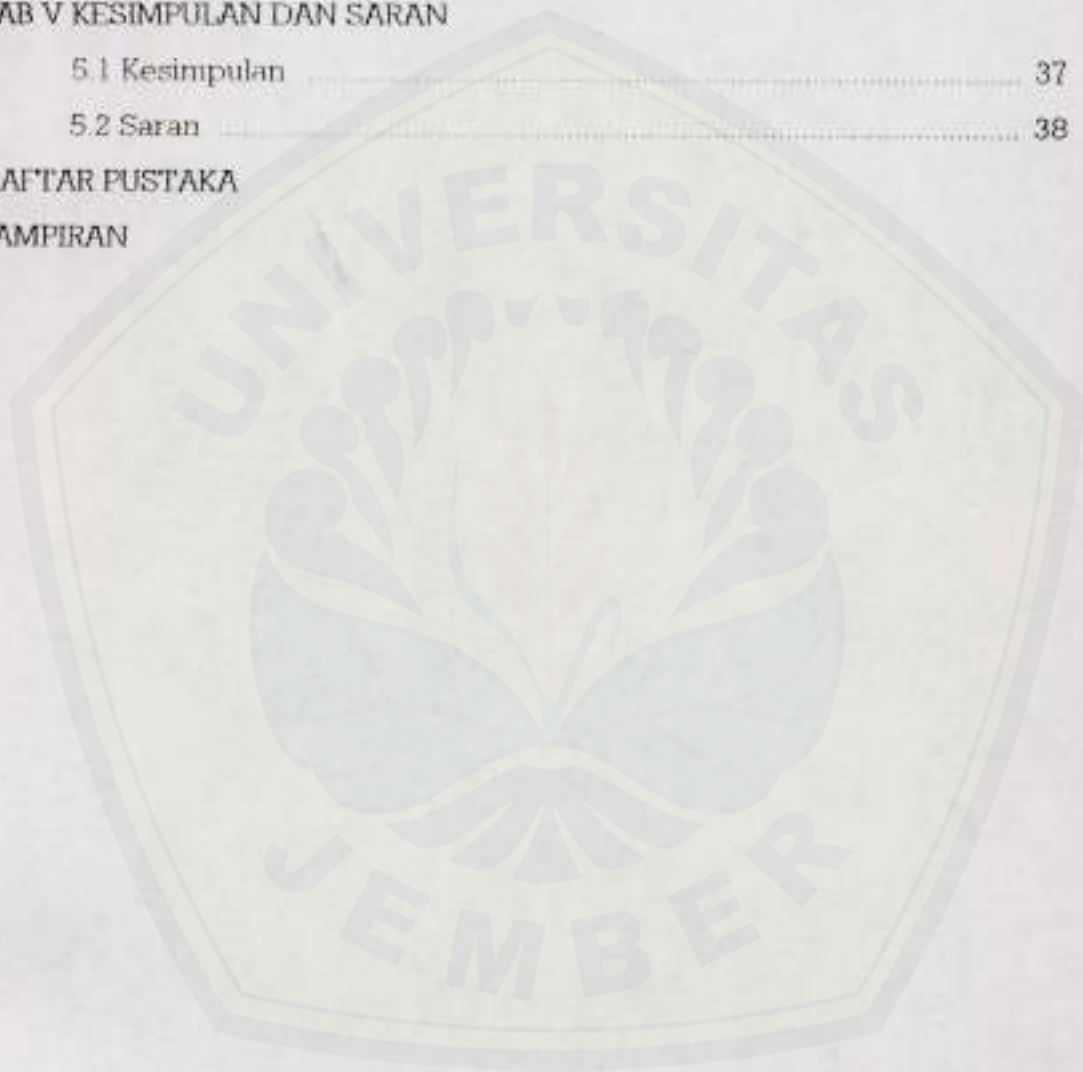 AB V KESIMPULAN DAN SARAN
5.1 Kesimpulan ........ 37
5.2 Saran ........ 38
AFTAR PUSTAKA
AMPIRAN
UNIVERSITAS
JEMBER